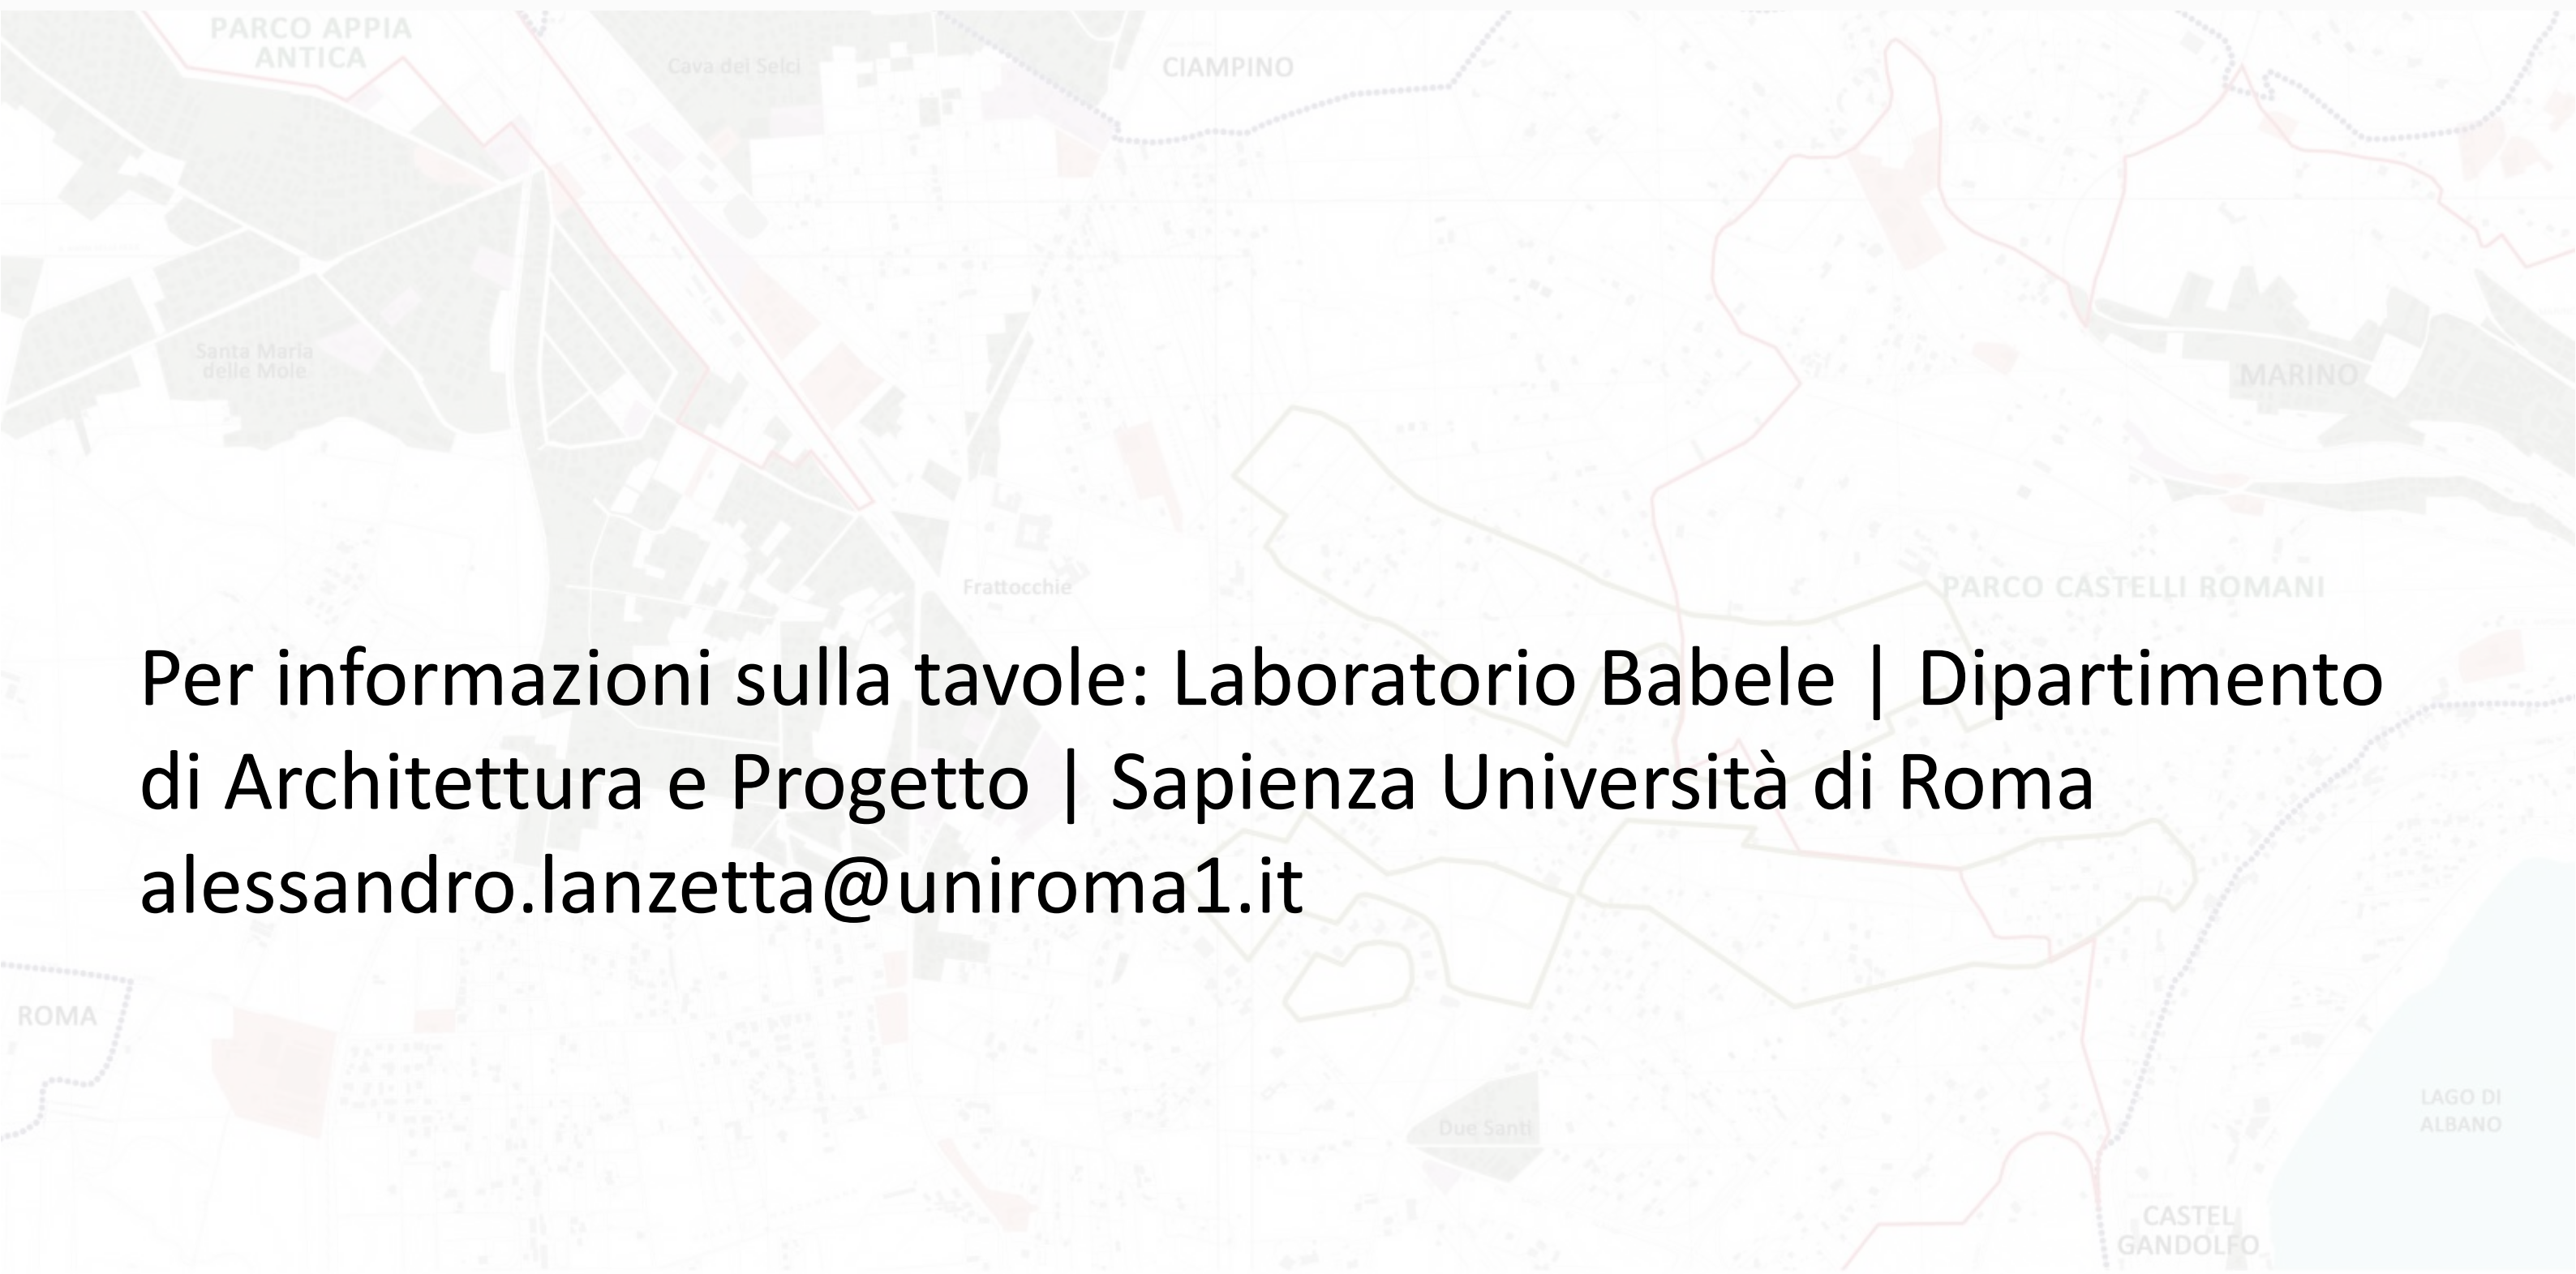 PARCO APPIA
ANTICA
Cava dei Selci
CIAMPINO
Santa Maria
delle Mole
MARINO
Frattocchie
PARCO CASTELLI ROMANI
Per informazioni sulla tavole: Laboratorio Babele | Dipartimento
di Architettura e Progetto | Sapienza Università di Roma
alessandro.lanzetta@uniroma1.it
ROMA
LAGO DI
ALBANO
Due Santi
CASTEL
GANDOLFO